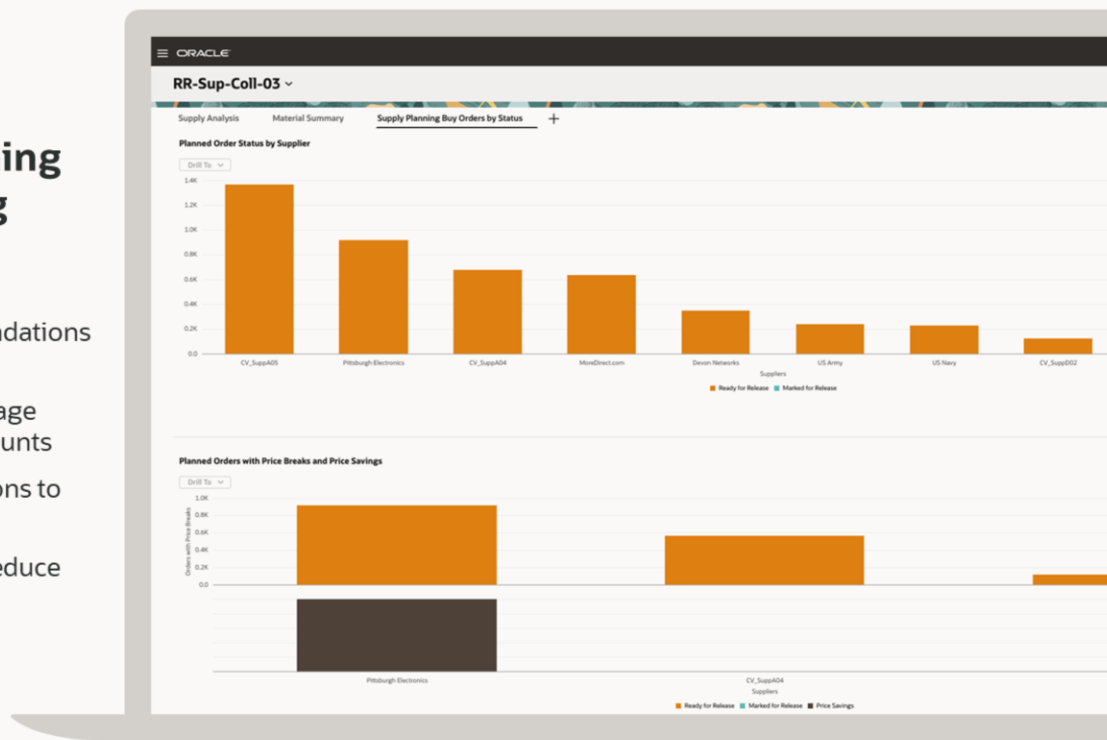 ing
g
dations
age
unts
ons to
educe
ORACLE
RR-Sup-Coll-03
Supply Analysis Material Summary Supply Planning Buy Orders by Status +
Planned Order Status by Supplier
Drill To
1.4K
1.2K
1.0K
0.8K
0.6K
0.4K
0.2K
0.0
CV_SuppA05 Pittsburgh Electronics CV_SuppA04 MoreDirect.com Devon Networks US Army US Navy CV_SuppD02
Suppliers
Ready for Release Marked for Release
Planned Orders with Price Breaks and Price Savings
Drill To
Orders with Price Breaks
1.0K
0.8K
0.6K
0.4K
0.2K
0.0
Pittsburgh Electronics CV_SuppA04
Suppliers
Ready for Release Marked for Release Price Savings